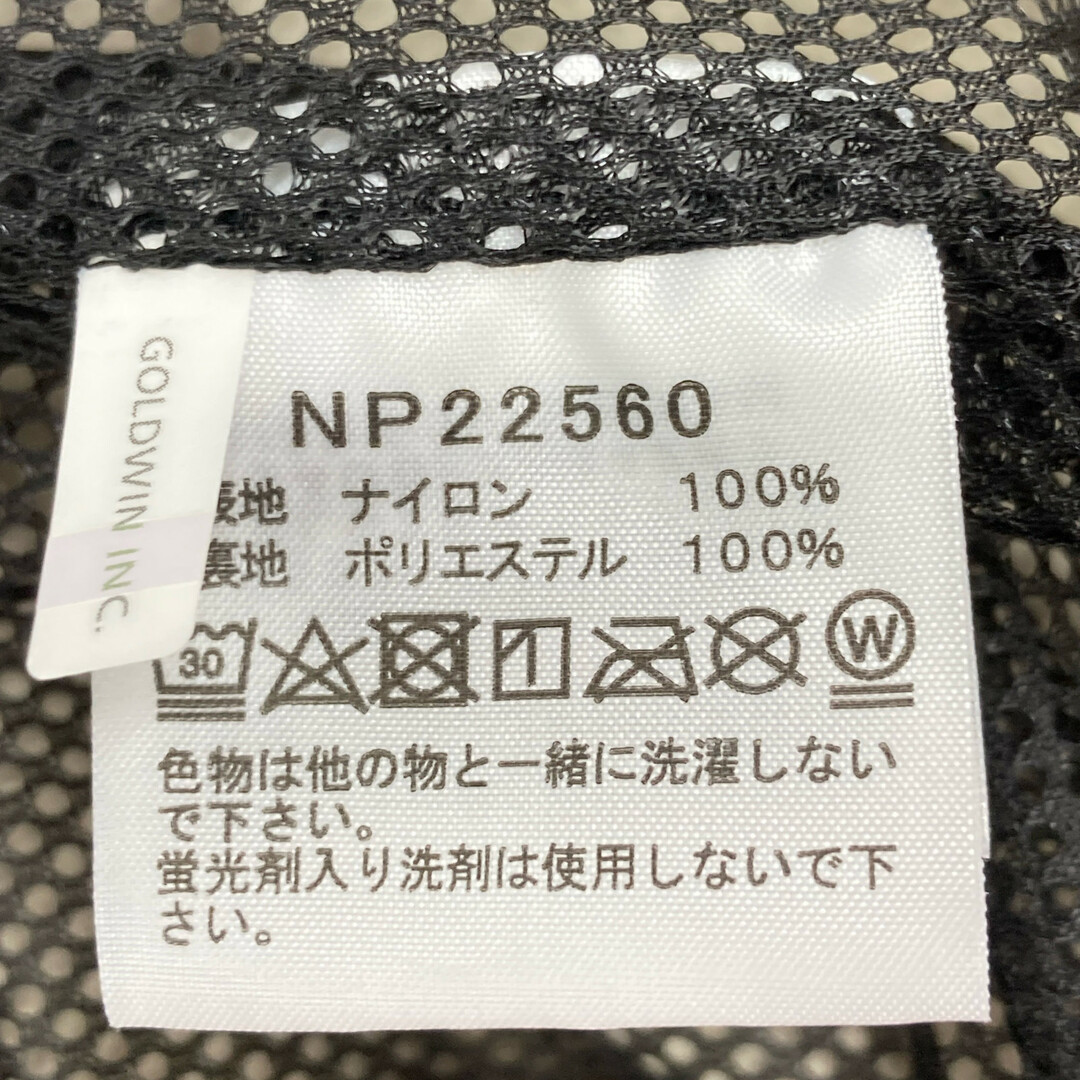 GOLDWIN INC.
NP22560
表地 ナイロン 100%
裏地 ポリエステル 100%
30
W
色物は他の物と一緒に洗濯しない
で下さい。
蛍光剤入り洗剤は使用しないで下
さい。